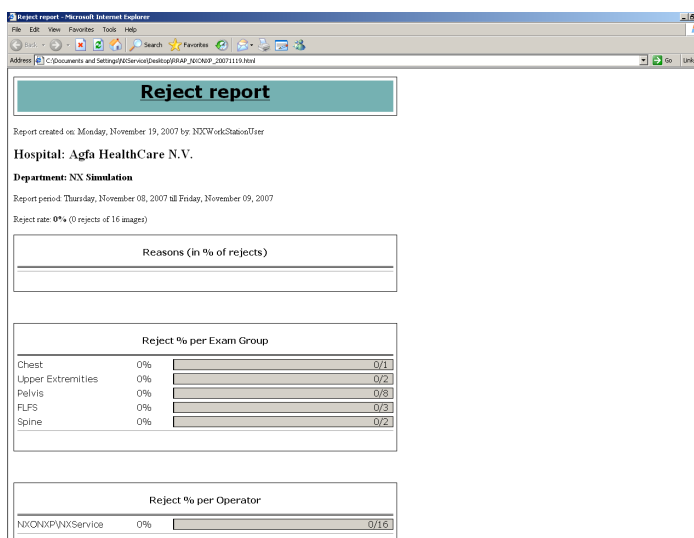 Reject report - Microsoft Internet Explorer
File Edit View Favorites Tools Help
Back Search Favorites
Address C:\Documents and Settings\NXService\Desktop\RRAP_NXONXP_20071119.html Go Links
Reject report
Report created on: Monday, November 19, 2007 by: NXWorkStationUser
Hospital: Agfa HealthCare N.V.
Department: NX Simulation
Report period: Thursday, November 08, 2007 till Friday, November 09, 2007
Reject rate: 0% (0 rejects of 16 images)
Reasons (in % of rejects)
Reject % per Exam Group
Chest 0% 0/1
Upper Extremities 0% 0/2
Pelvis 0% 0/8
FLFS 0% 0/3
Spine 0% 0/2
Reject % per Operator
NXONXP\NXService 0% 0/16